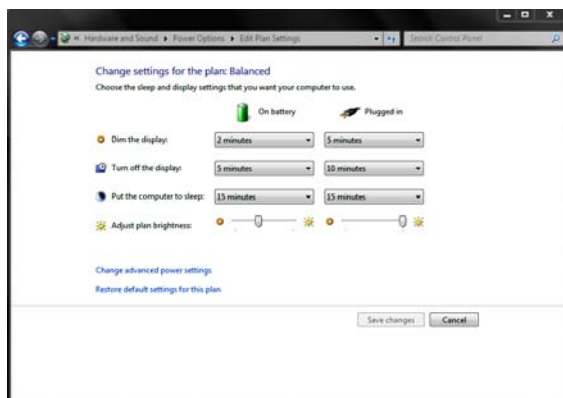 « Hardware and Sound ▸ Power Options ▸ Edit Plan Settings
Search Control Panel
Change settings for the plan: Balanced
Choose the sleep and display settings that you want your computer to use.
On battery Plugged in
Dim the display: 2 minutes 5 minutes
Turn off the display: 5 minutes 10 minutes
Put the computer to sleep: 15 minutes 15 minutes
Adjust plan brightness:
Change advanced power settings
Restore default settings for this plan
Save changes Cancel